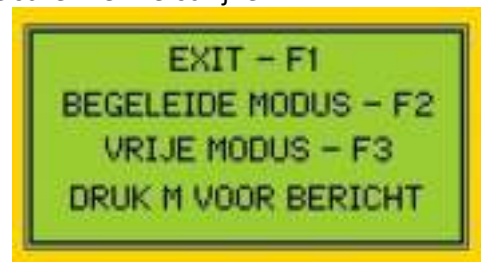 EXIT – F1
BEGELEIDE MODUS – F2
VRIJE MODUS – F3
DRUK M VOOR BERICHT